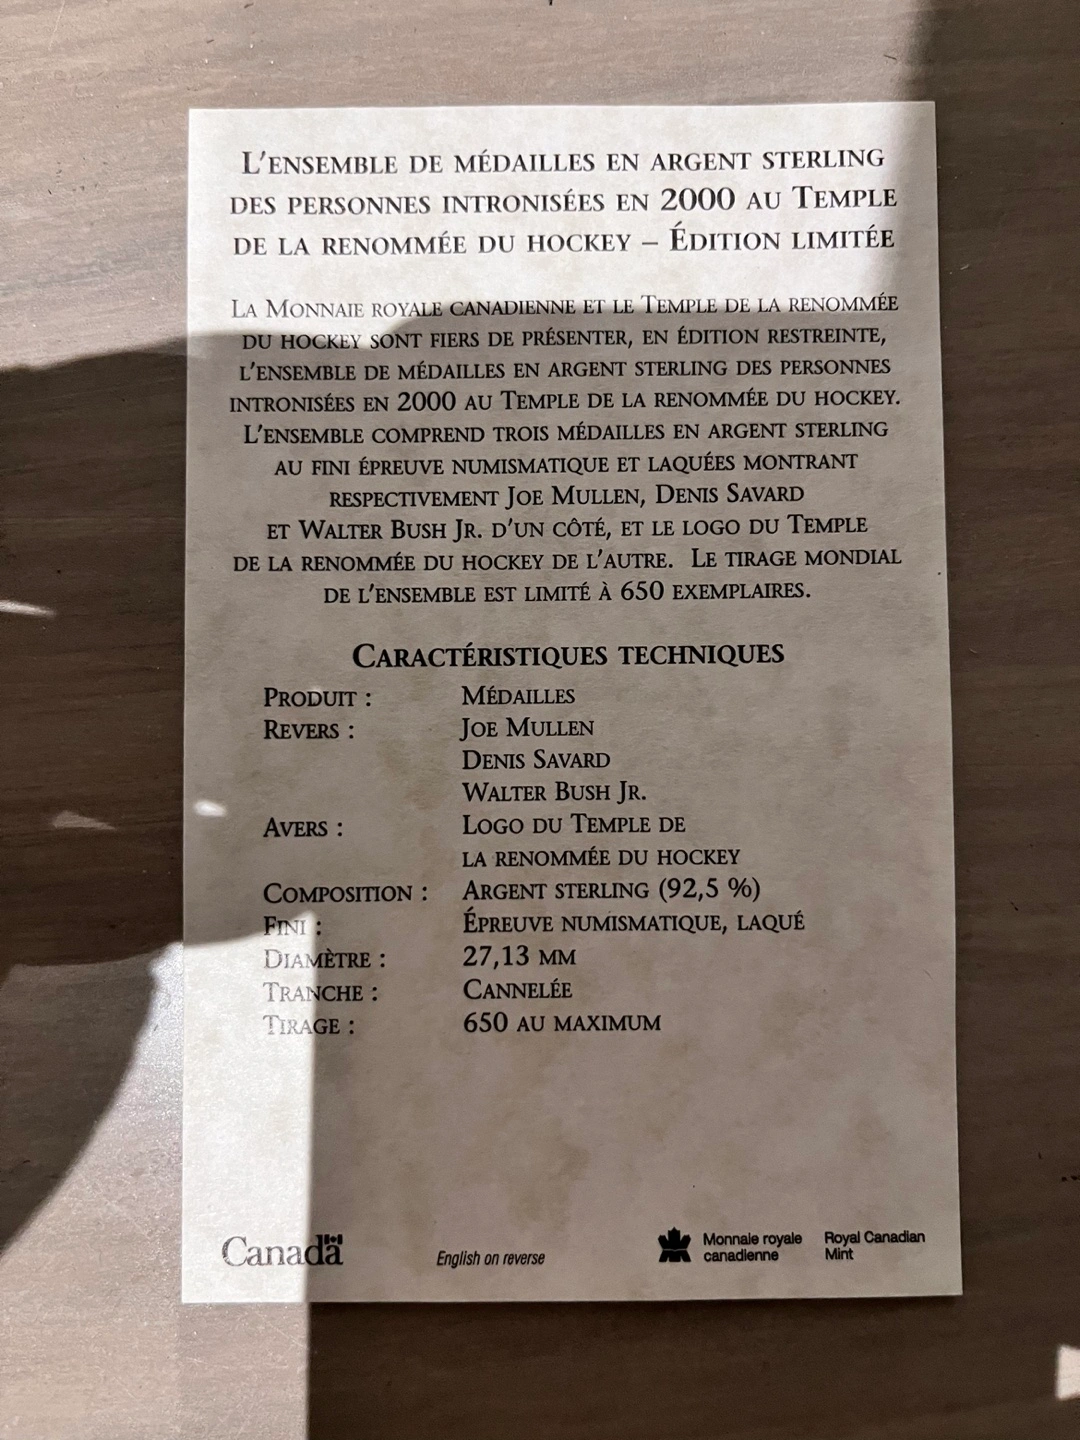 L'ENSEMBLE DE MÉDAILLES EN ARGENT STERLING
DES PERSONNES INTRONISÉES EN 2000 AU TEMPLE
DE LA RENOMMÉE DU HOCKEY – ÉDITION LIMITÉE
LA MONNAIE ROYALE CANADIENNE ET LE TEMPLE DE LA RENOMMÉE
DU HOCKEY SONT FIERS DE PRÉSENTER, EN ÉDITION RESTREINTE,
L'ENSEMBLE DE MÉDAILLES EN ARGENT STERLING DES PERSONNES
INTRONISÉES EN 2000 AU TEMPLE DE LA RENOMMÉE DU HOCKEY.
L'ENSEMBLE COMPREND TROIS MÉDAILLES EN ARGENT STERLING
AU FINI ÉPREUVE NUMISMATIQUE ET LAQUÉES MONTRANT
RESPECTIVEMENT JOE MULLEN, DENIS SAVARD
ET WALTER BUSH JR. D'UN CÔTÉ, ET LE LOGO DU TEMPLE
DE LA RENOMMÉE DU HOCKEY DE L'AUTRE. LE TIRAGE MONDIAL
DE L'ENSEMBLE EST LIMITÉ À 650 EXEMPLAIRES.
CARACTÉRISTIQUES TECHNIQUES
PRODUIT : MÉDAILLES
REVERS : JOE MULLEN
DENIS SAVARD
WALTER BUSH JR.
AVERS : LOGO DU TEMPLE DE
LA RENOMMÉE DU HOCKEY
COMPOSITION : ARGENT STERLING (92,5 %)
FINI : ÉPREUVE NUMISMATIQUE, LAQUÉ
DIAMÈTRE : 27,13 MM
TRANCHE : CANNELÉE
TIRAGE : 650 AU MAXIMUM
Canada English on reverse Monnaie royale Royal Canadian
canadienne Mint